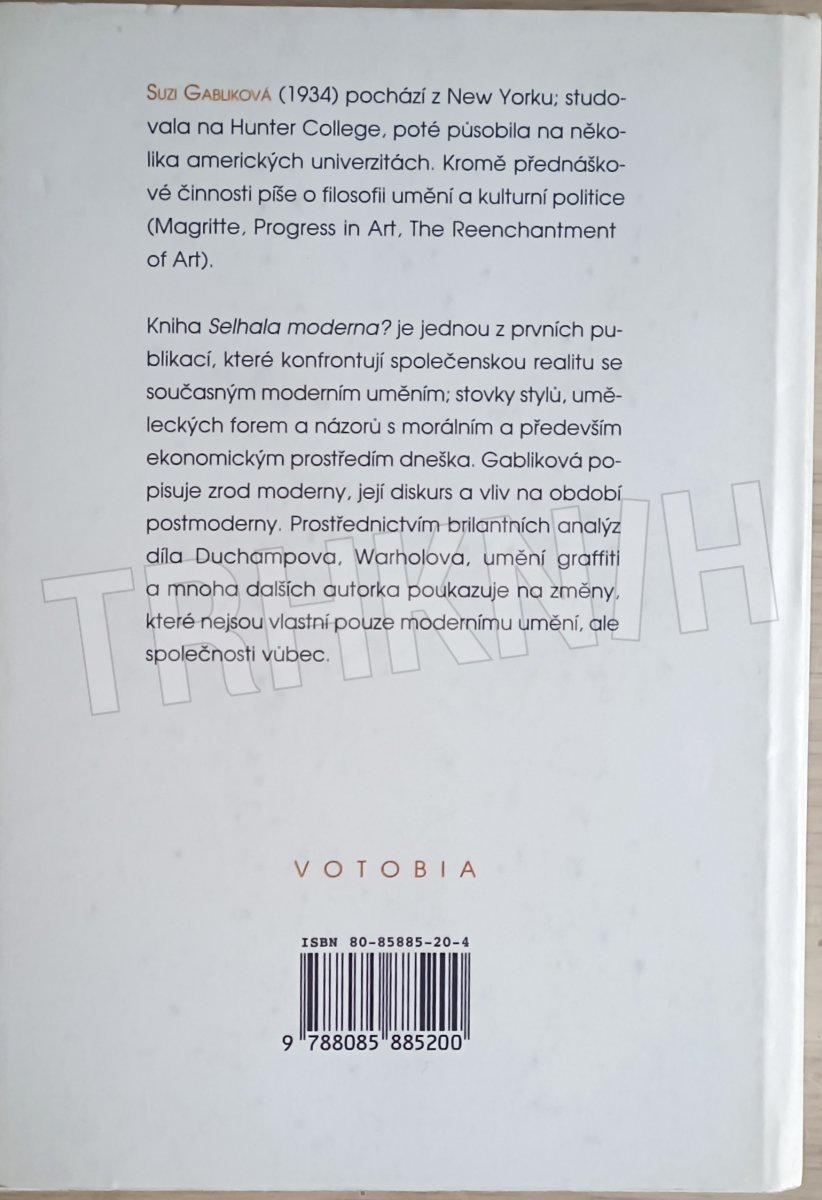 SUZI GABLIKOVÁ (1934) pochází z New Yorku; studo-
vala na Hunter College, poté působila na něko-
lika amerických univerzitách. Kromě přednáško-
vé činnosti píše o filosofii umění a kulturní politice
(Magritte, Progress in Art, The Reenchantment
of Art).
Kniha Selhala moderna? je jednou z prvních pu-
blikací, které konfrontují společenskou realitu se
současným moderním uměním; stovky stylů, umě-
leckých forem a názorů s morálním a především
ekonomickým prostředím dneška. Gabliková po-
pisuje zrod moderny, její diskurs a vliv na období
postmoderny. Prostřednictvím brilantních analýz
díla Duchampova, Warholova, umění graffiti
a mnoha dalších autorka poukazuje na změny,
které nejsou vlastní pouze modernímu umění, ale
společnosti vůbec.
TRHKNIH
VOTOBIA
ISBN 80-85885-20-4
9 788085 885200